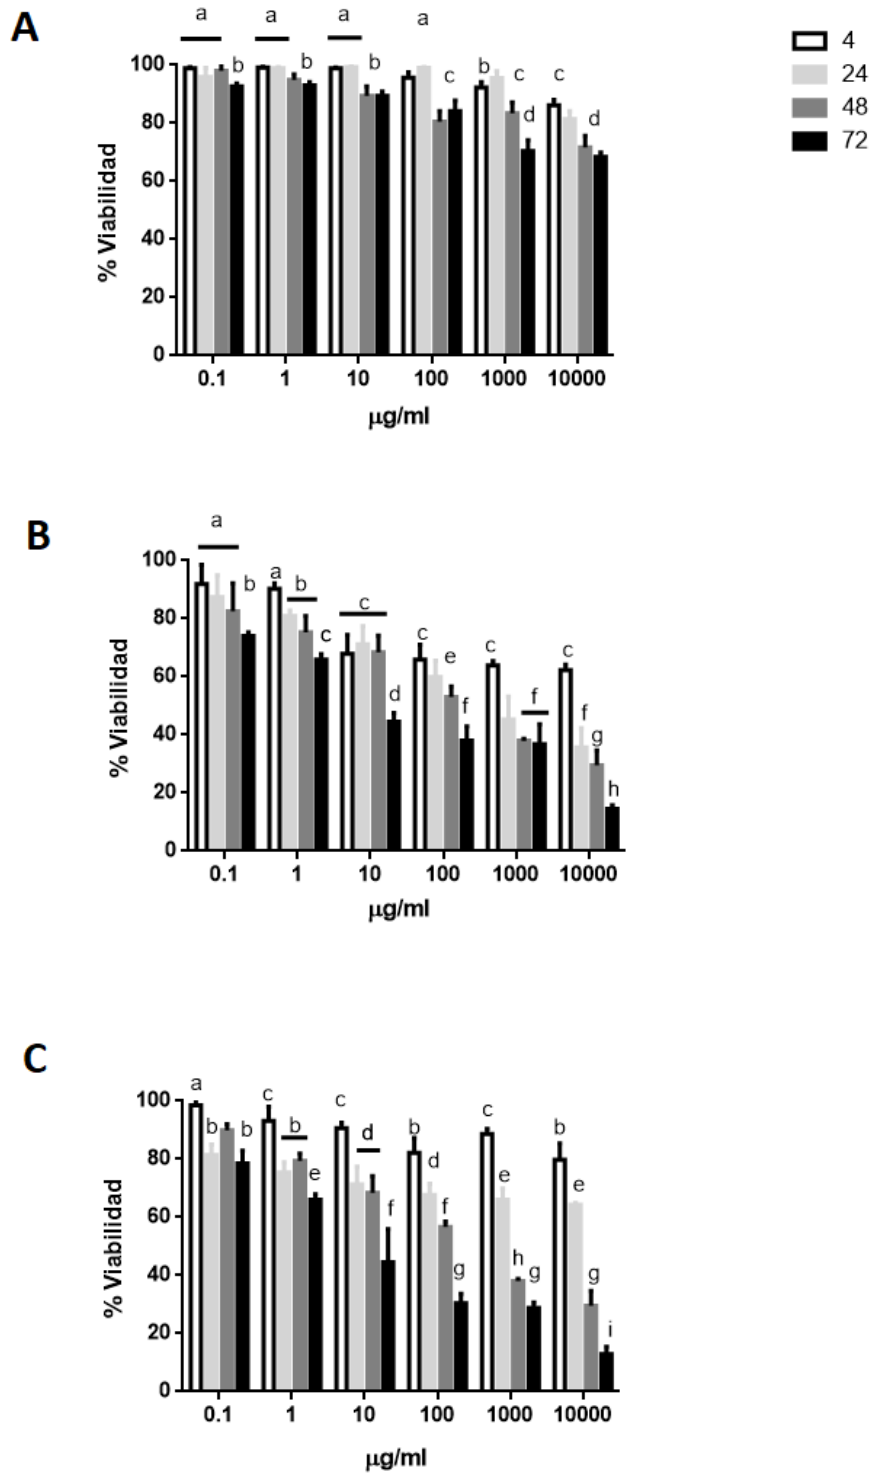 A
a a a a
4
24
48
72
100
80
60
40
20
0
% Viabilidad
b b b c b c d c d
0.1 1 10 100 1000 10000
µg/ml
B
a
100
80
60
40
20
0
% Viabilidad
b a b c c d c e f c f c f g h
0.1 1 10 100 1000 10000
µg/ml
C
a
100
80
60
40
20
0
% Viabilidad
b b c b e c d f b d f g c e h g b e g i
0.1 1 10 100 1000 10000
µg/ml